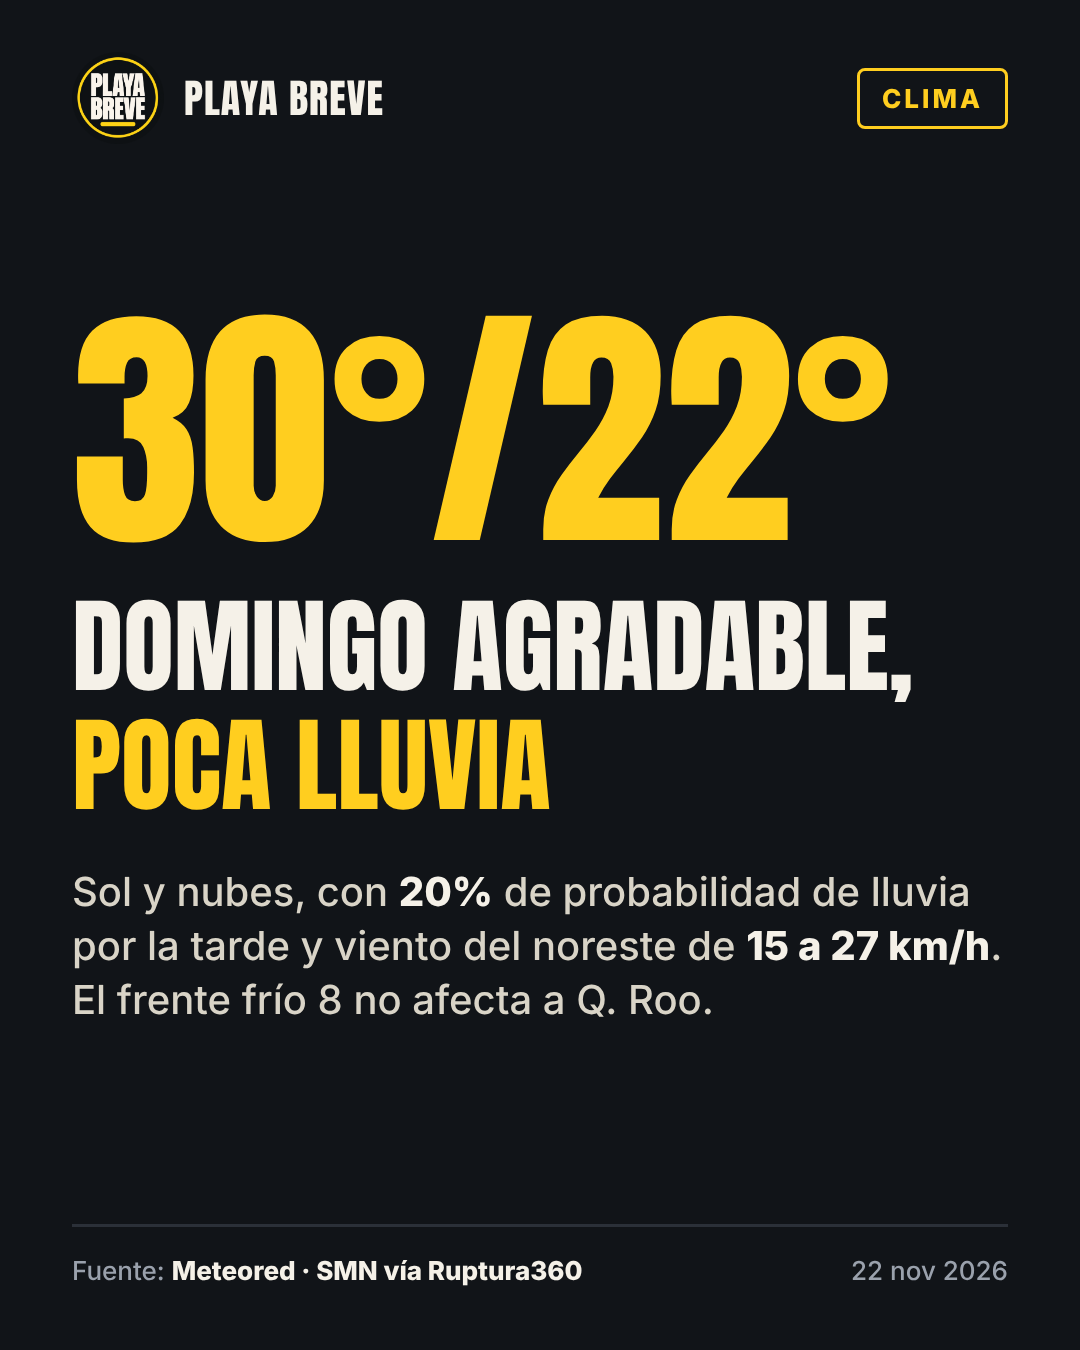 PLAYA
BREVE
PLAYA BREVE
CLIMA
30°/22°
DOMINGO AGRADABLE,
POCA LLUVIA
Sol y nubes, con 20% de probabilidad de lluvia
por la tarde y viento del noreste de 15 a 27 km/h.
El frente frío 8 no afecta a Q. Roo.
Fuente: Meteored · SMN vía Ruptura360
22 nov 2026